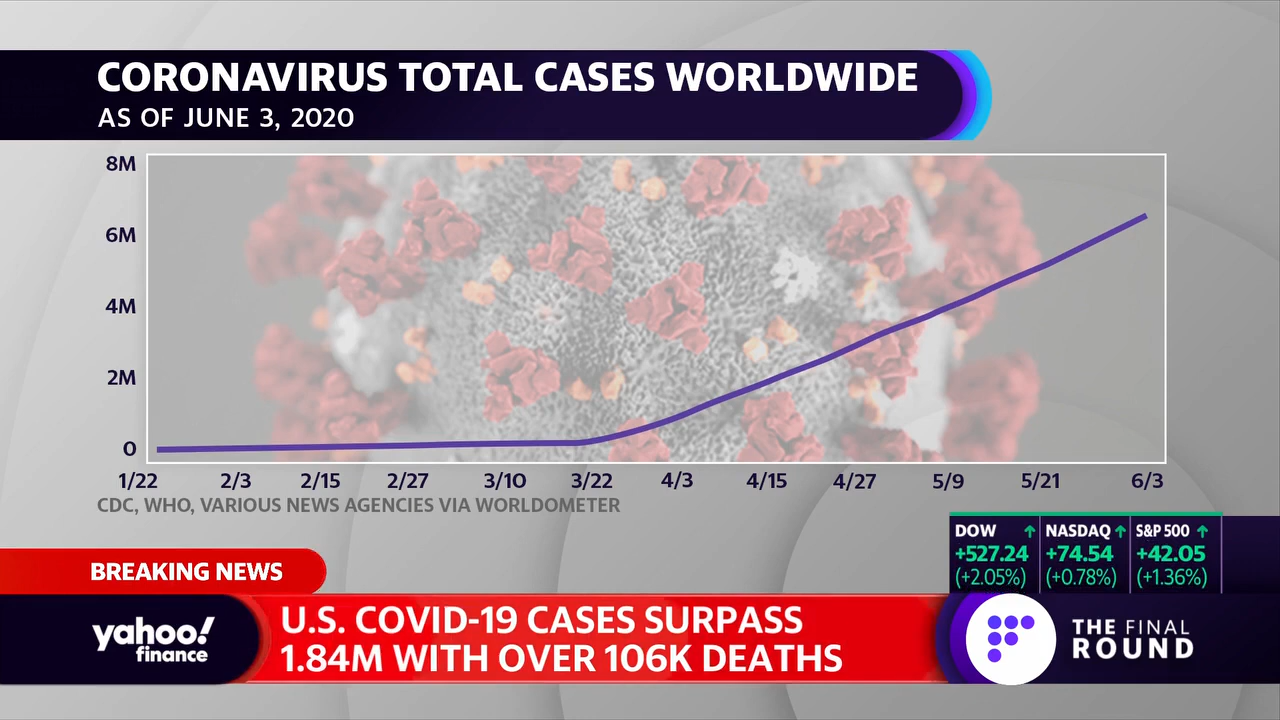 CORONAVIRUS TOTAL CASES WORLDWIDE
AS OF JUNE 3, 2020
8M
6M
4M
2M
0
1/22 2/3 2/15 2/27 3/10 3/22 4/3 4/15 4/27 5/9 5/21 6/3
CDC, WHO, VARIOUS NEWS AGENCIES VIA WORLDOMETER
DOW NASDAQ S&P 500
+527.24 +74.54 +42.05
(+2.05%) (+0.78%) (+1.36%)
BREAKING NEWS
yahoo!
finance
U.S. COVID-19 CASES SURPASS
1.84M WITH OVER 106K DEATHS
THE FINAL
ROUND